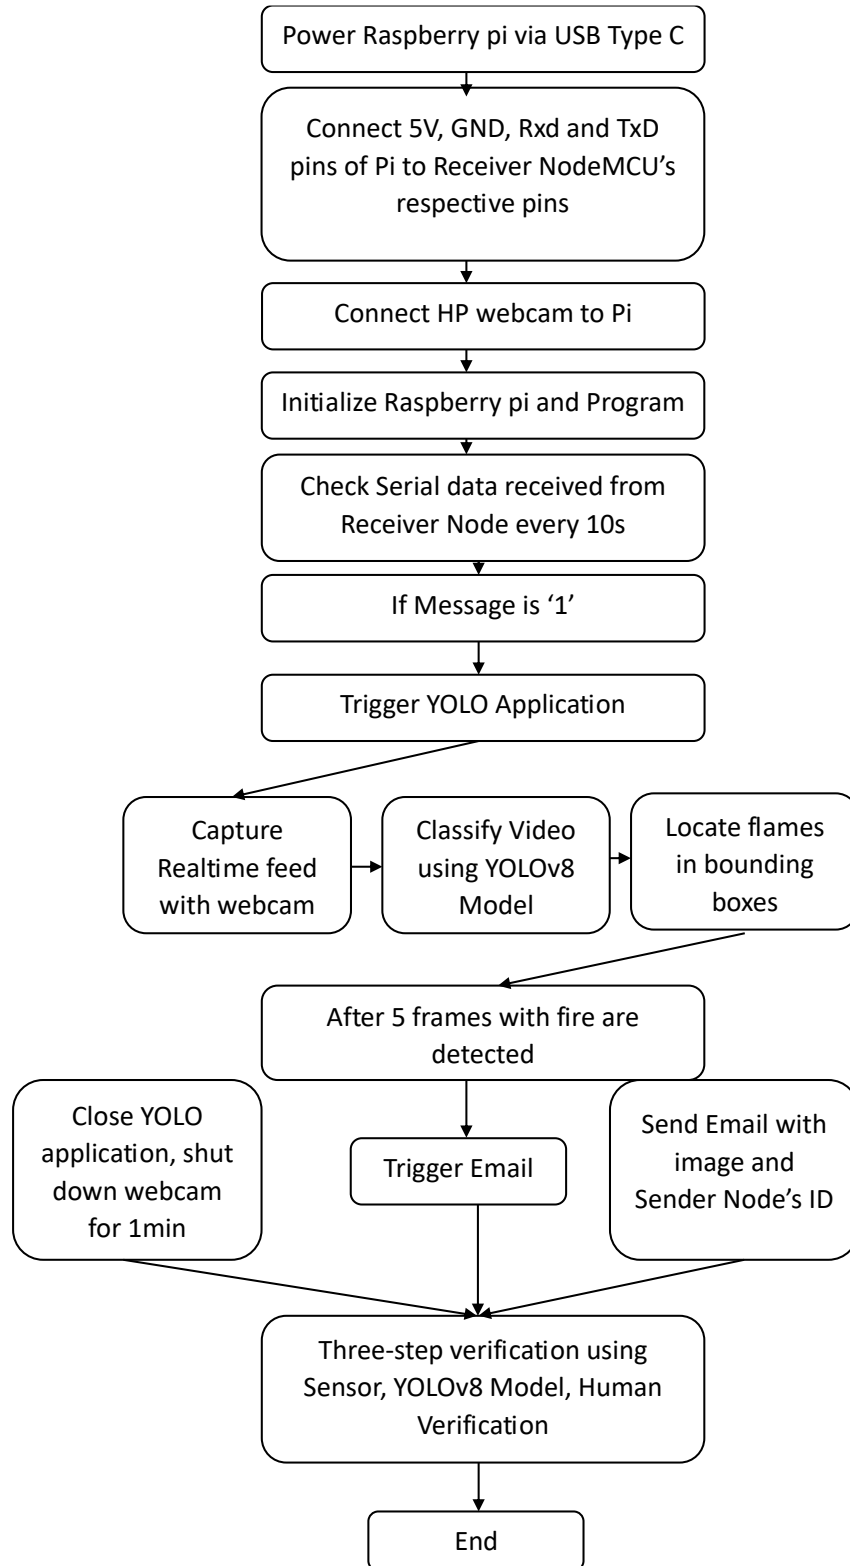 Power Raspberry pi via USB Type C
Connect 5V, GND, Rxd and TxD
pins of Pi to Receiver NodeMCU’s
respective pins
Connect HP webcam to Pi
Initialize Raspberry pi and Program
Check Serial data received from
Receiver Node every 10s
If Message is ‘1’
Trigger YOLO Application
Capture
Realtime feed
with webcam
Classify Video
using YOLOv8
Model
Locate flames
in bounding
boxes
After 5 frames with fire are
detected
Close YOLO
application, shut
down webcam
for 1min
Trigger Email
Send Email with
image and
Sender Node’s ID
Three-step verification using
Sensor, YOLOv8 Model, Human
Verification
End